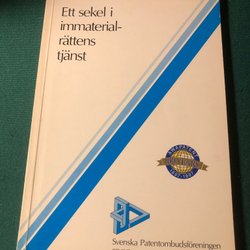 Ett sekel i
immaterial-
rättens
tjänst
Svenska Patentombudsföreningen